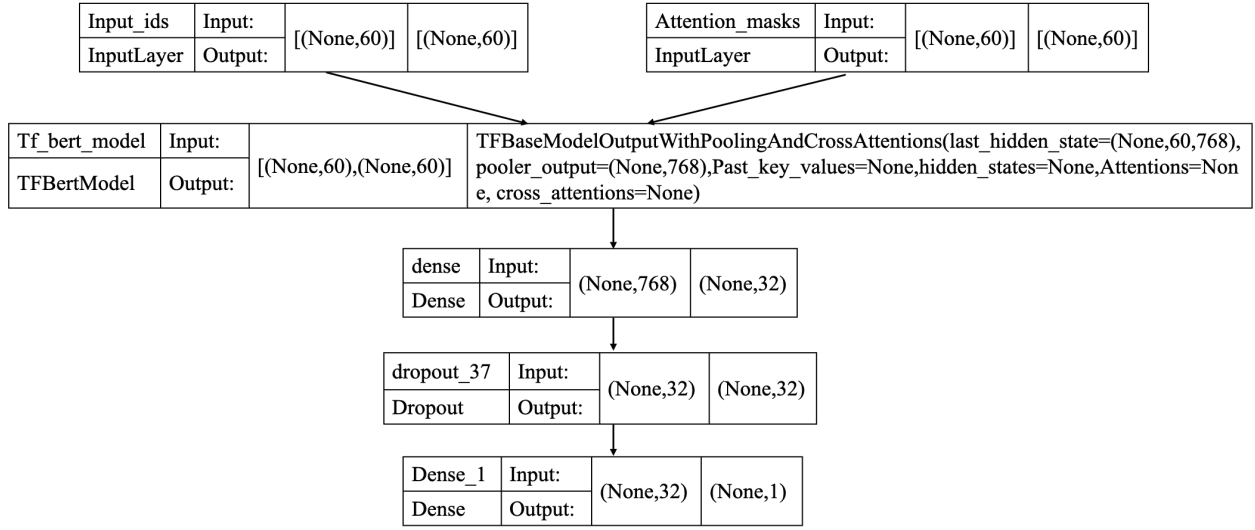 Input_ids Input: [(None,60)] [(None,60)]
InputLayer Output:
Attention_masks Input: [(None,60)] [(None,60)]
InputLayer Output:
Tf_bert_model Input: [(None,60),(None,60)]
TFBertModel Output:
TFBaseModelOutputWithPoolingAndCrossAttentions(last_hidden_state=(None,60,768),
pooler_output=(None,768),Past_key_values=None,hidden_states=None,Attentions=Non
e, cross_attentions=None)
dense Input: (None,768) (None,32)
Dense Output:
dropout_37 Input: (None,32) (None,32)
Dropout Output:
Dense_1 Input: (None,32) (None,1)
Dense Output: